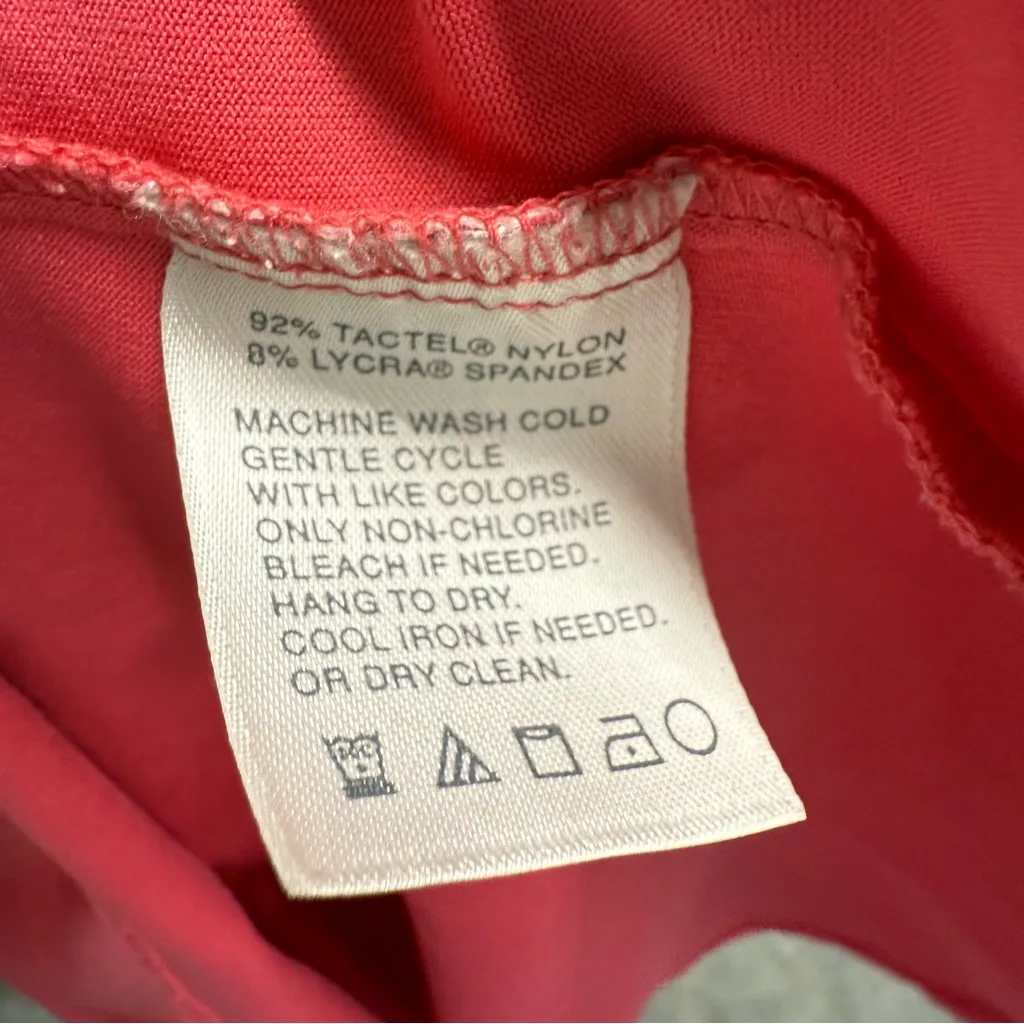 92% TACTEL® NYLON
8% LYCRA® SPANDEX
MACHINE WASH COLD
GENTLE CYCLE
WITH LIKE COLORS.
ONLY NON-CHLORINE
BLEACH IF NEEDED.
HANG TO DRY.
COOL IRON IF NEEDED.
OR DRY CLEAN.